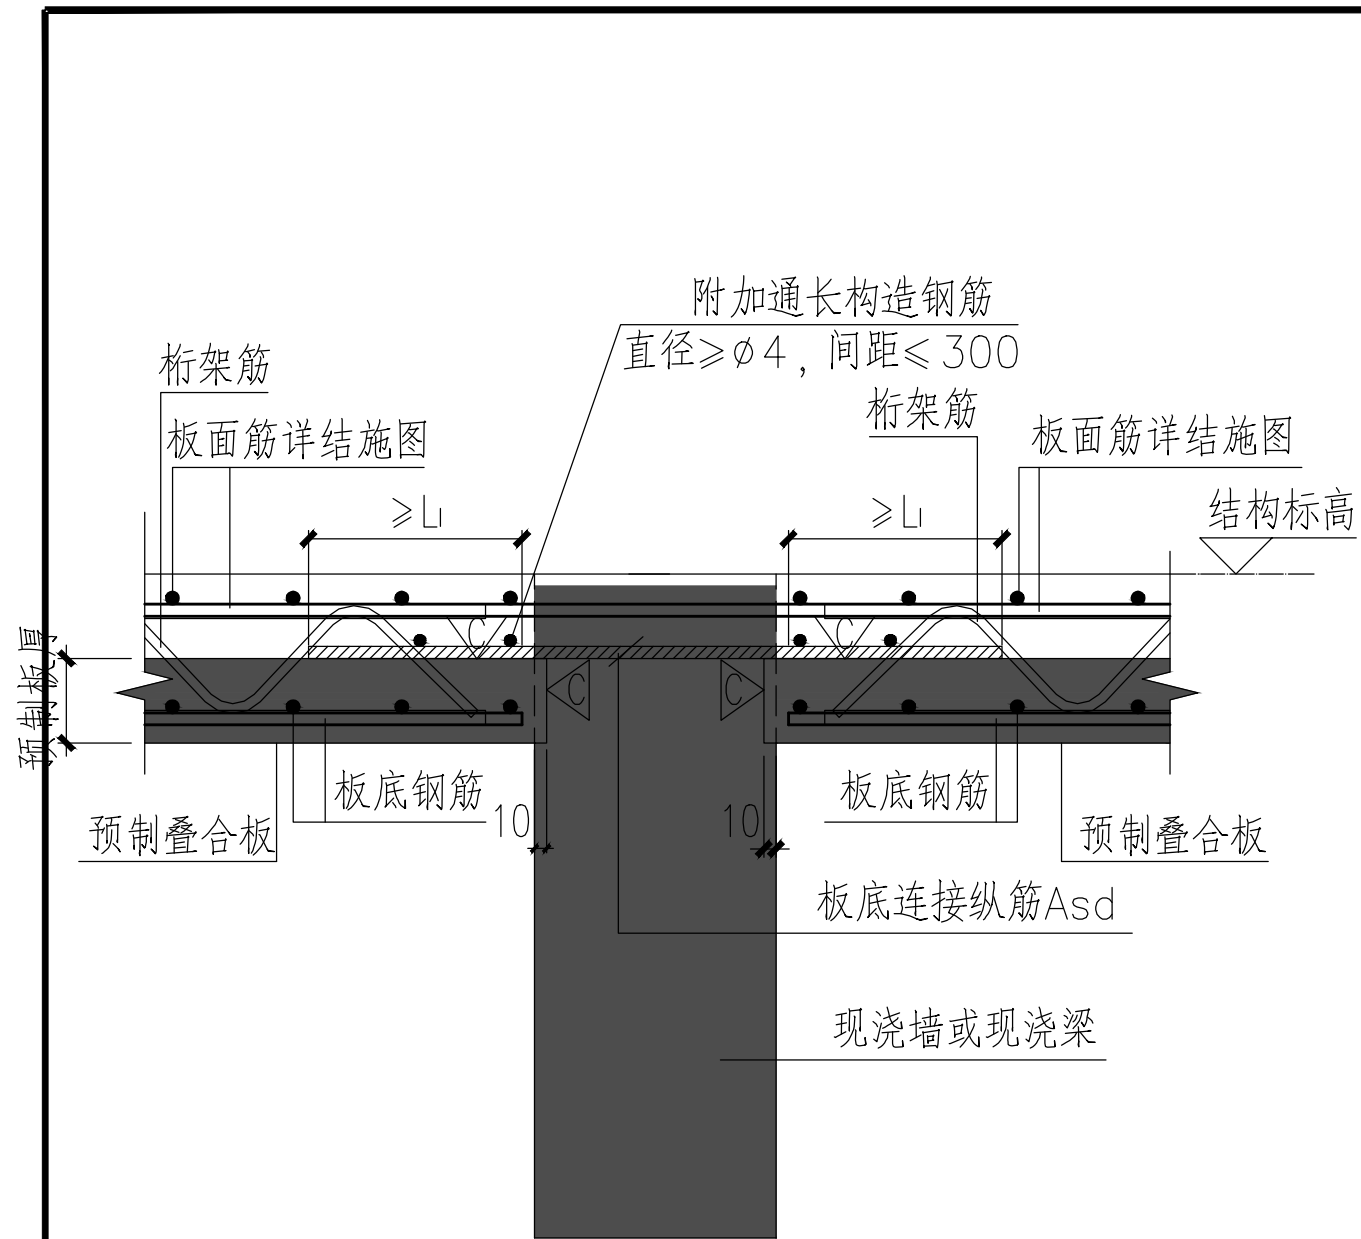 附加通长构造钢筋
直径≥ø4，间距≤300
桁架筋
桁架筋
板面筋详结施图
板面筋详结施图
≥Ll
≥Ll
结构标高
C
C
C
C
预制板厚
板底钢筋
板底钢筋
10
10
预制叠合板
预制叠合板
板底连接纵筋Asd
现浇墙或现浇梁